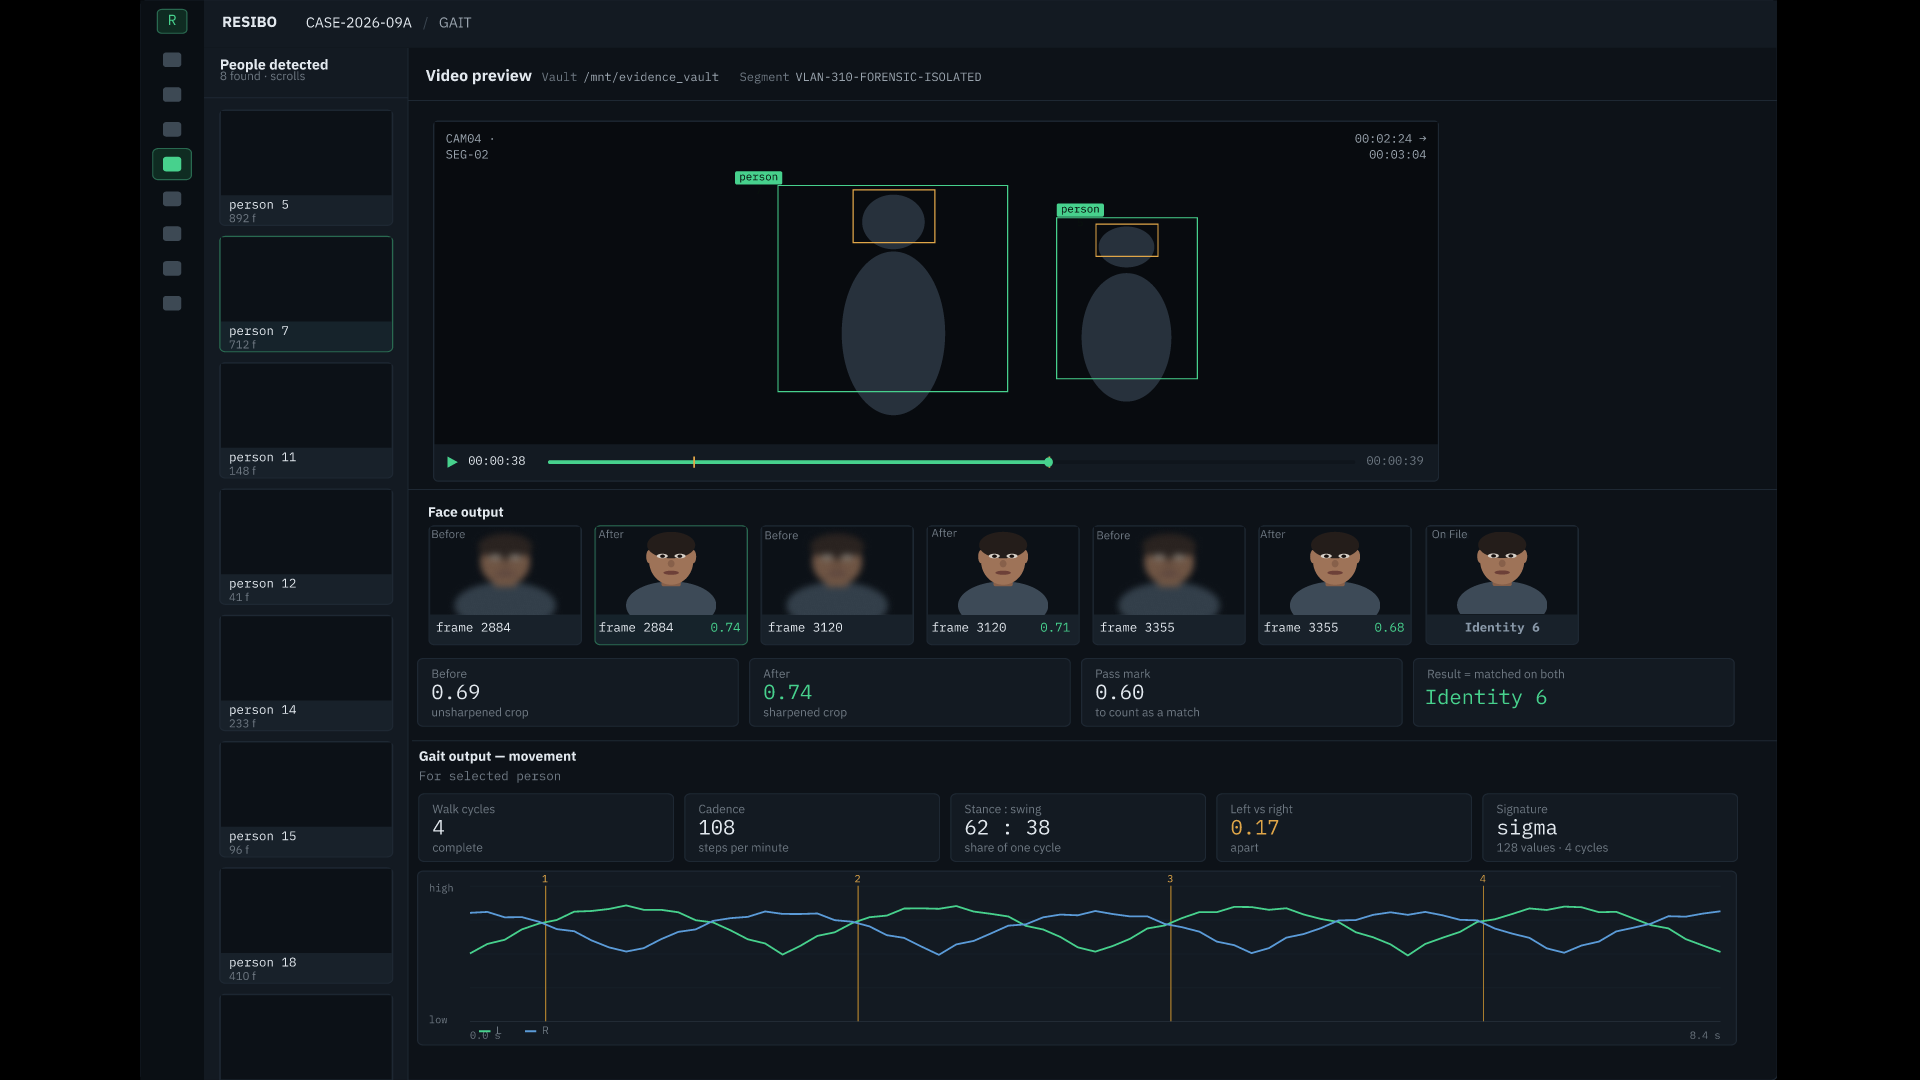 R
RESIBO CASE-2026-09A / GAIT
People detected
8 found · scrolls
person 5
892 f
person 7
712 f
person 11
148 f
person 12
41 f
person 14
233 f
person 15
96 f
person 18
410 f
Video preview Vault /mnt/evidence_vault Segment VLAN-310-FORENSIC-ISOLATED
CAM04 ·
SEG-02
00:02:24 →
00:03:04
person
person
00:00:38
00:00:39
Face output
Before
frame 2884
After
frame 2884 0.74
Before
frame 3120
After
frame 3120 0.71
Before
frame 3355
After
frame 3355 0.68
On File
Identity 6
Before
0.69
unsharpened crop
After
0.74
sharpened crop
Pass mark
0.60
to count as a match
Result = matched on both
Identity 6
Gait output — movement
For selected person
Walk cycles
4
complete
Cadence
108
steps per minute
Stance : swing
62 : 38
share of one cycle
Left vs right
0.17
apart
Signature
sigma
128 values · 4 cycles
high
1 2 3 4
low
L R
0.0 s
8.4 s